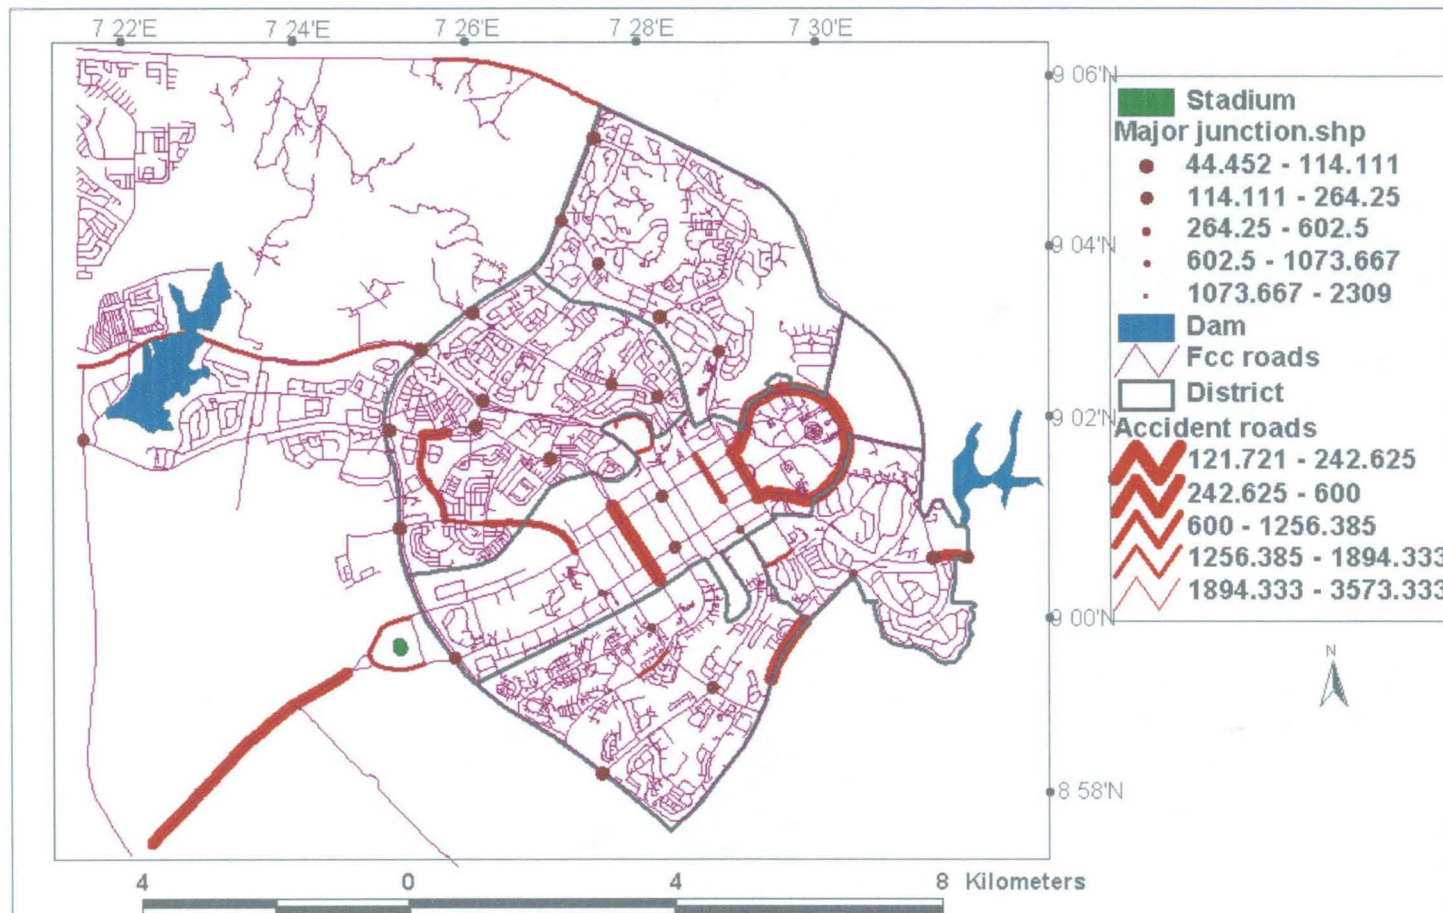 7 22'E 7 24'E 7 26'E 7 28'E 7 30'E
9 06'N
9 04'N
9 02'N
9 00'N
8 58'N
Stadium
Major junction.shp
44.452 - 114.111
114.111 - 264.25
264.25 - 602.5
602.5 - 1073.667
1073.667 - 2309
Dam
Fcc roads
District
Accident roads
121.721 - 242.625
242.625 - 600
600 - 1256.385
1256.385 - 1894.333
1894.333 - 3573.333
N
4 0 4 8 Kilometers